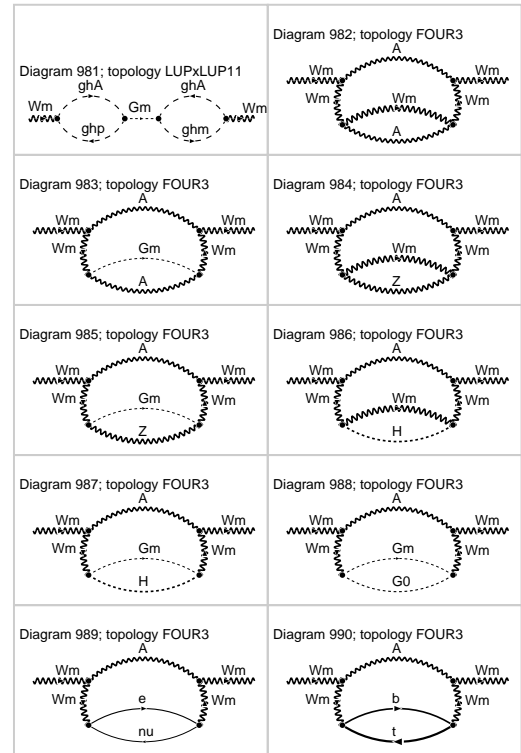 Diagram 981; topology LUPxLUP11
ghA ghA
Wm Gm Wm
ghp ghm
Diagram 982; topology FOUR3
A
Wm Wm
Wm Wm Wm
A
Diagram 983; topology FOUR3
A
Wm Wm
Wm Gm Wm
A
Diagram 984; topology FOUR3
A
Wm Wm
Wm Wm Wm
Z
Diagram 985; topology FOUR3
A
Wm Wm
Wm Gm Wm
Z
Diagram 986; topology FOUR3
A
Wm Wm
Wm Wm Wm
H
Diagram 987; topology FOUR3
A
Wm Wm
Wm Gm Wm
H
Diagram 988; topology FOUR3
A
Wm Wm
Wm Gm Wm
G0
Diagram 989; topology FOUR3
A
Wm Wm
Wm e Wm
nu
Diagram 990; topology FOUR3
A
Wm Wm
Wm b Wm
t